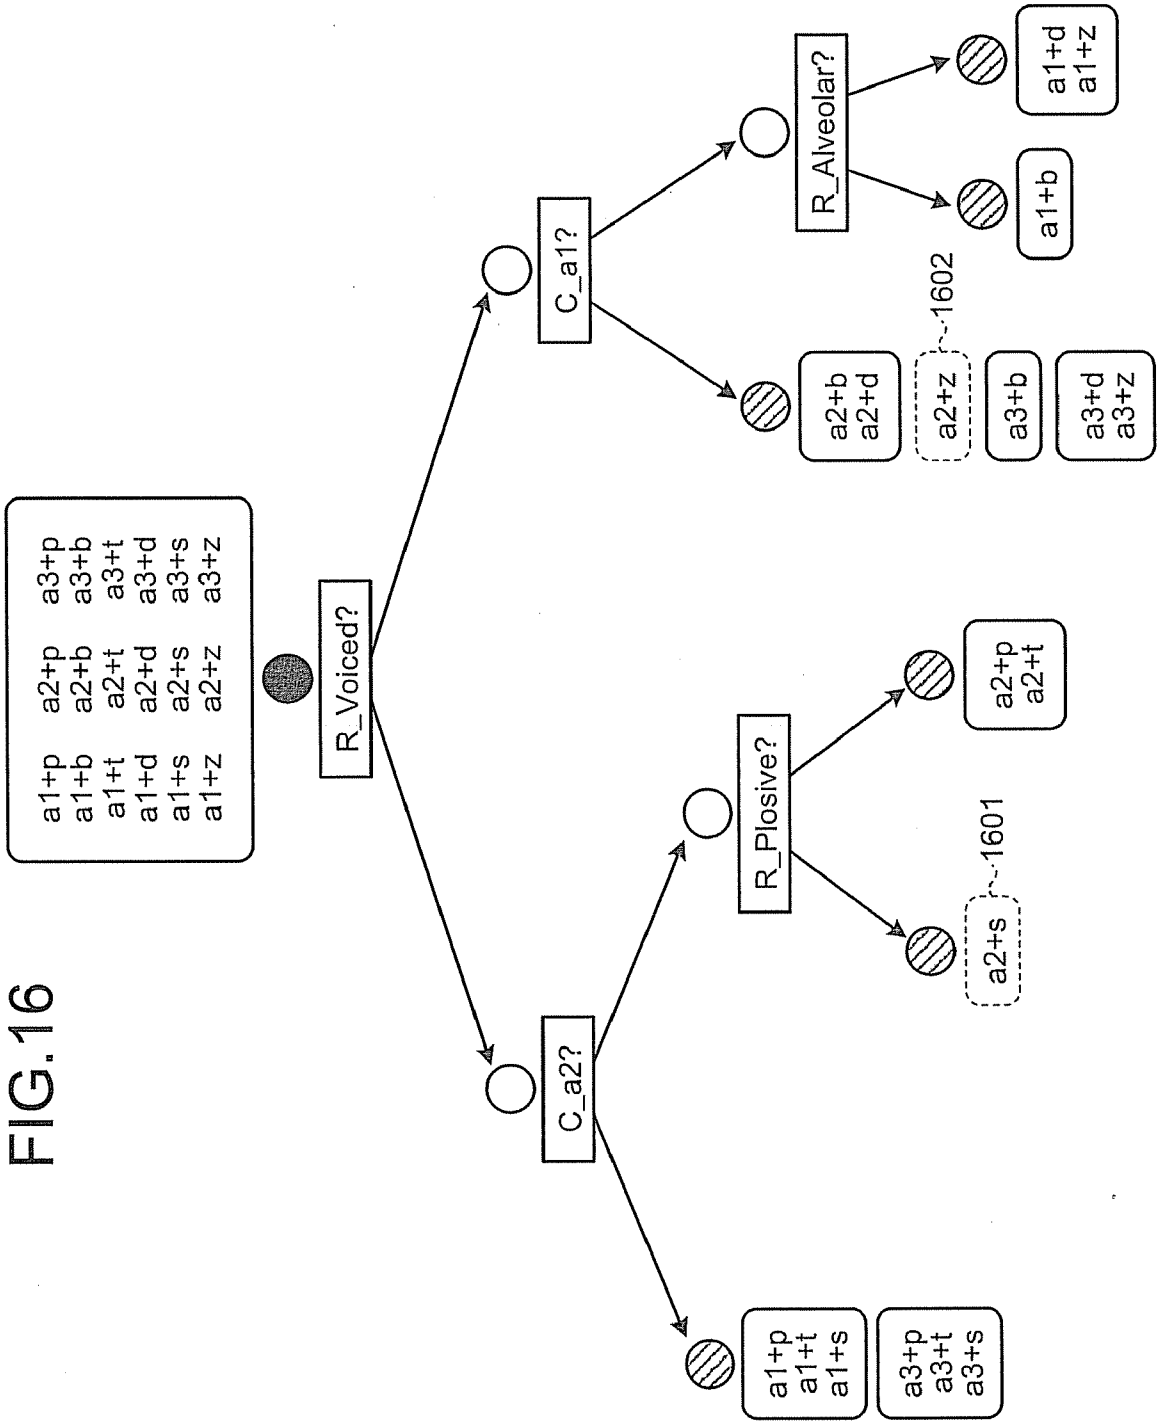 FIG.16
a1+p a2+p a3+p
a1+b a2+b a3+b
a1+t a2+t a3+t
a1+d a2+d a3+d
a1+s a2+s a3+s
a1+z a2+z a3+z
R_Voiced?
C_a2?
C_a1?
R_Plosive?
R_Alveolar?
a1+p
a1+t
a1+s
a3+p
a3+t
a3+s
a2+s
1601
a2+p
a2+t
a2+b
a2+d
a2+z
1602
a3+b
a3+d
a3+z
a1+b
a1+d
a1+z